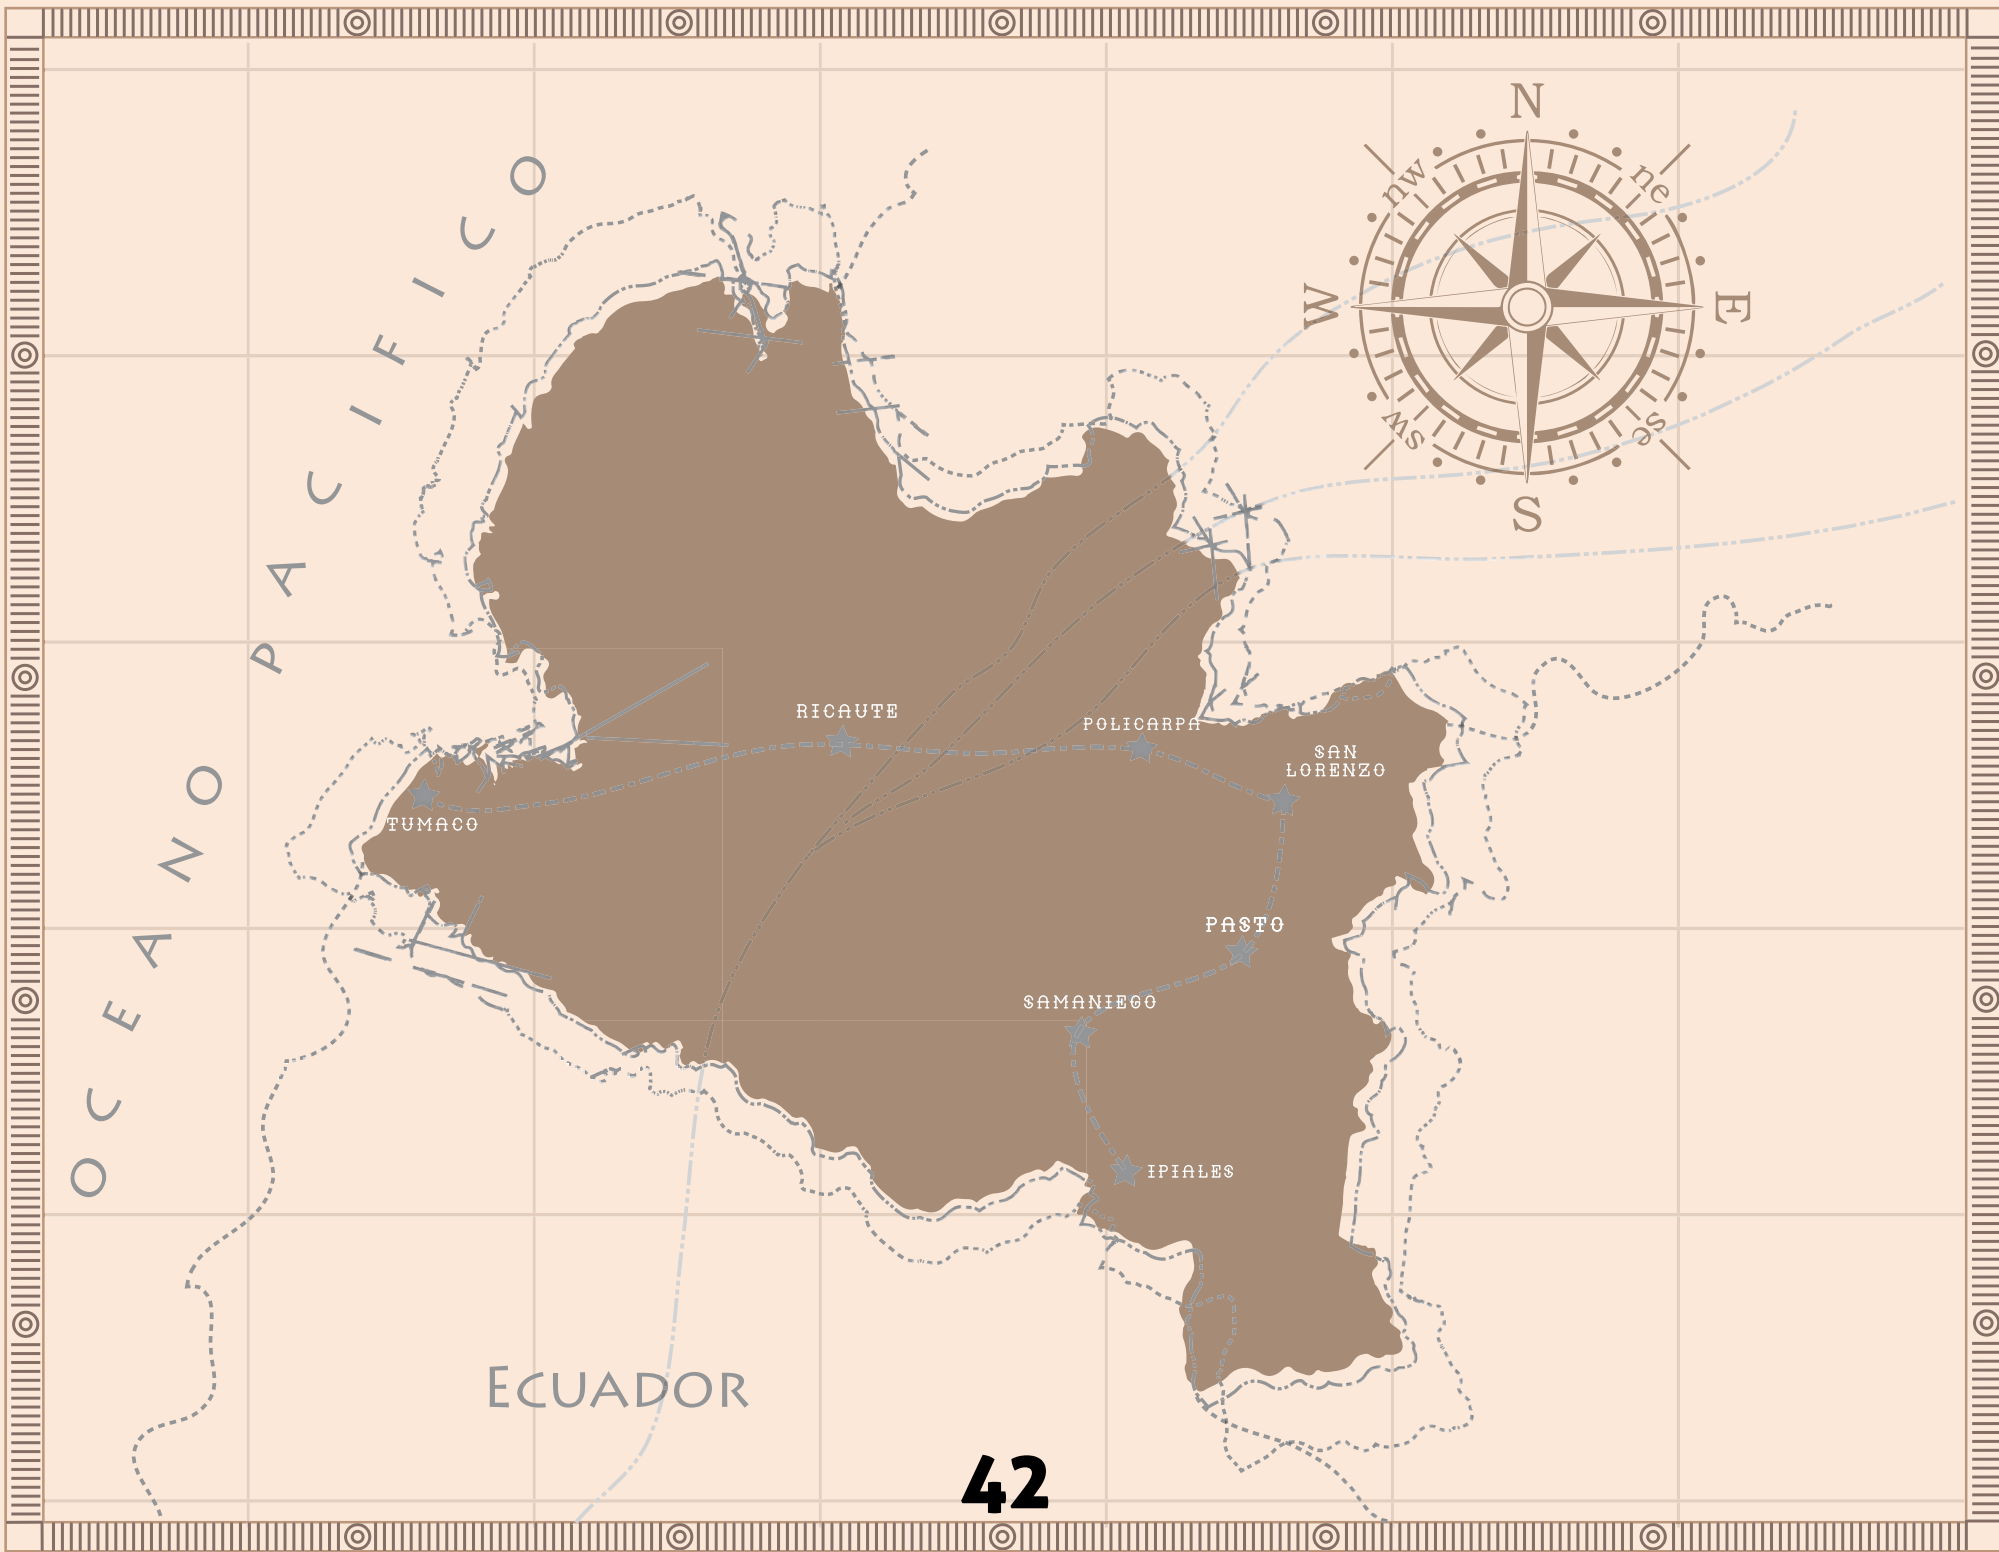 N
nw
ne
W
E
sw
se
S
OCEANO PACIFICO
RICAUTE
POLICARPA
SAN
LORENZO
TUMACO
PASTO
SAMANIEGO
IPIALES
ECUADOR
42